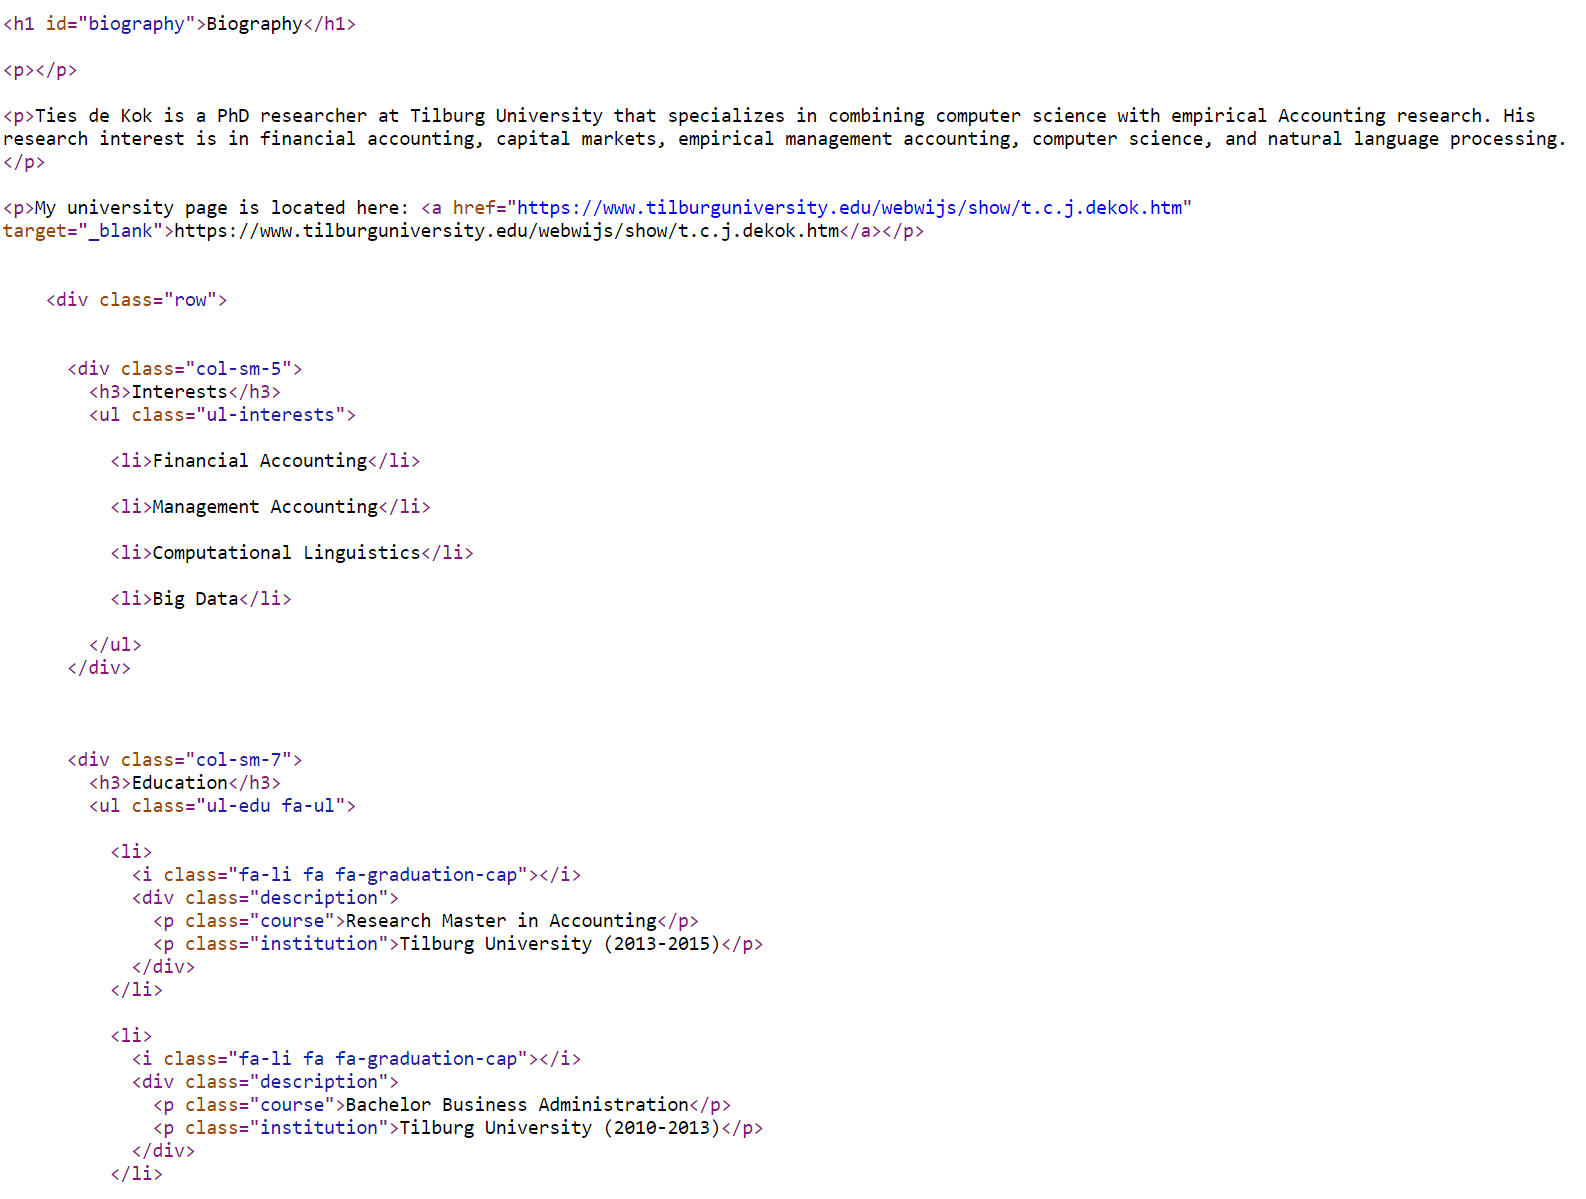 <h1 id="biography">Biography</h1>
<p></p>
<p>Ties de Kok is a PhD researcher at Tilburg University that specializes in combining computer science with empirical Accounting research. His
research interest is in financial accounting, capital markets, empirical management accounting, computer science, and natural language processing.
</p>
<p>My university page is located here: <a href="https://www.tilburguniversity.edu/webwijs/show/t.c.j.dekok.htm"
target="_blank">https://www.tilburguniversity.edu/webwijs/show/t.c.j.dekok.htm</a></p>
<div class="row">
<div class="col-sm-5">
<h3>Interests</h3>
<ul class="ul-interests">
<li>Financial Accounting</li>
<li>Management Accounting</li>
<li>Computational Linguistics</li>
<li>Big Data</li>
</ul>
</div>
<div class="col-sm-7">
<h3>Education</h3>
<ul class="ul-edu fa-ul">
<li>
<i class="fa-li fa fa-graduation-cap"></i>
<div class="description">
<p class="course">Research Master in Accounting</p>
<p class="institution">Tilburg University (2013-2015)</p>
</div>
</li>
<li>
<i class="fa-li fa fa-graduation-cap"></i>
<div class="description">
<p class="course">Bachelor Business Administration</p>
<p class="institution">Tilburg University (2010-2013)</p>
</div>
</li>